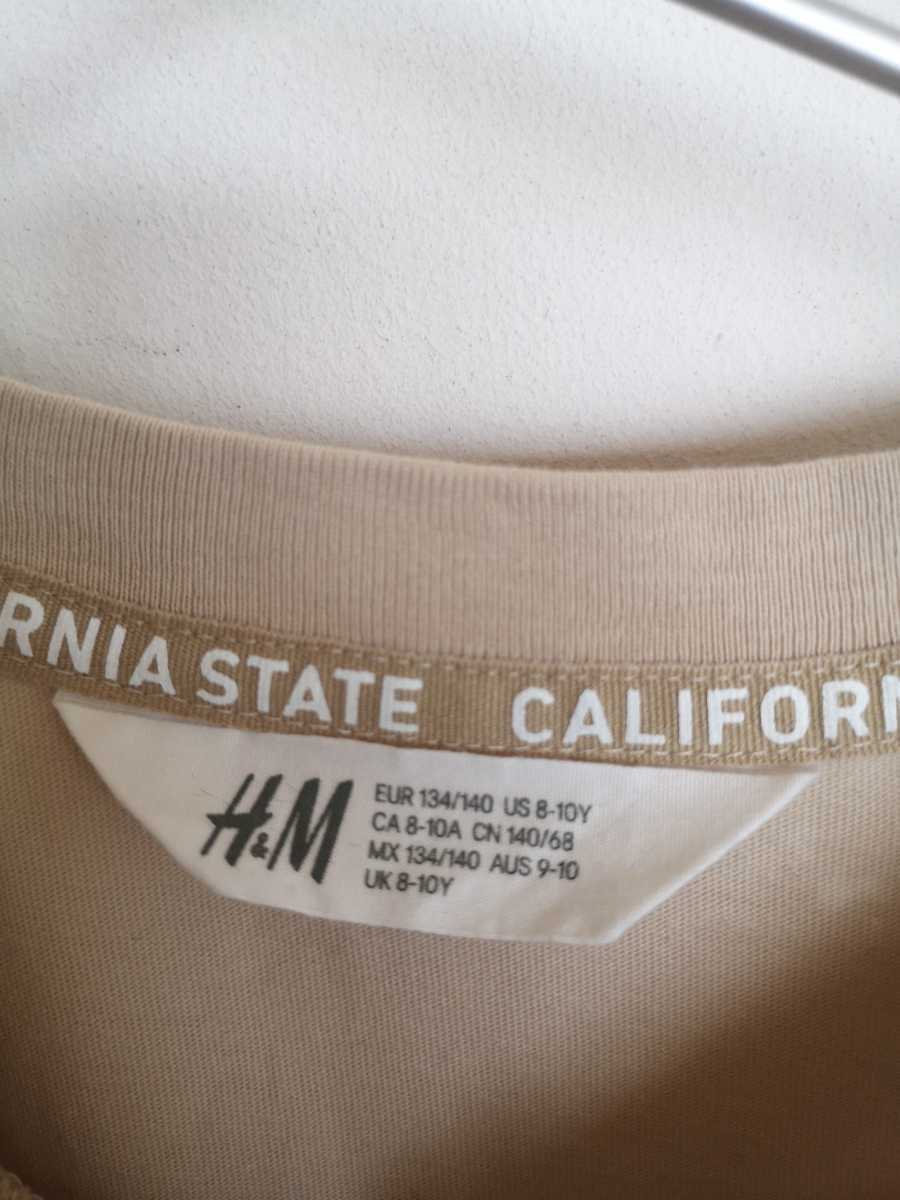 RNIA STATE CALIFORN
H&M
EUR 134/140 US 8-10Y
CA 8-10A CN 140/68
MX 134/140 AUS 9-10
UK 8-10Y